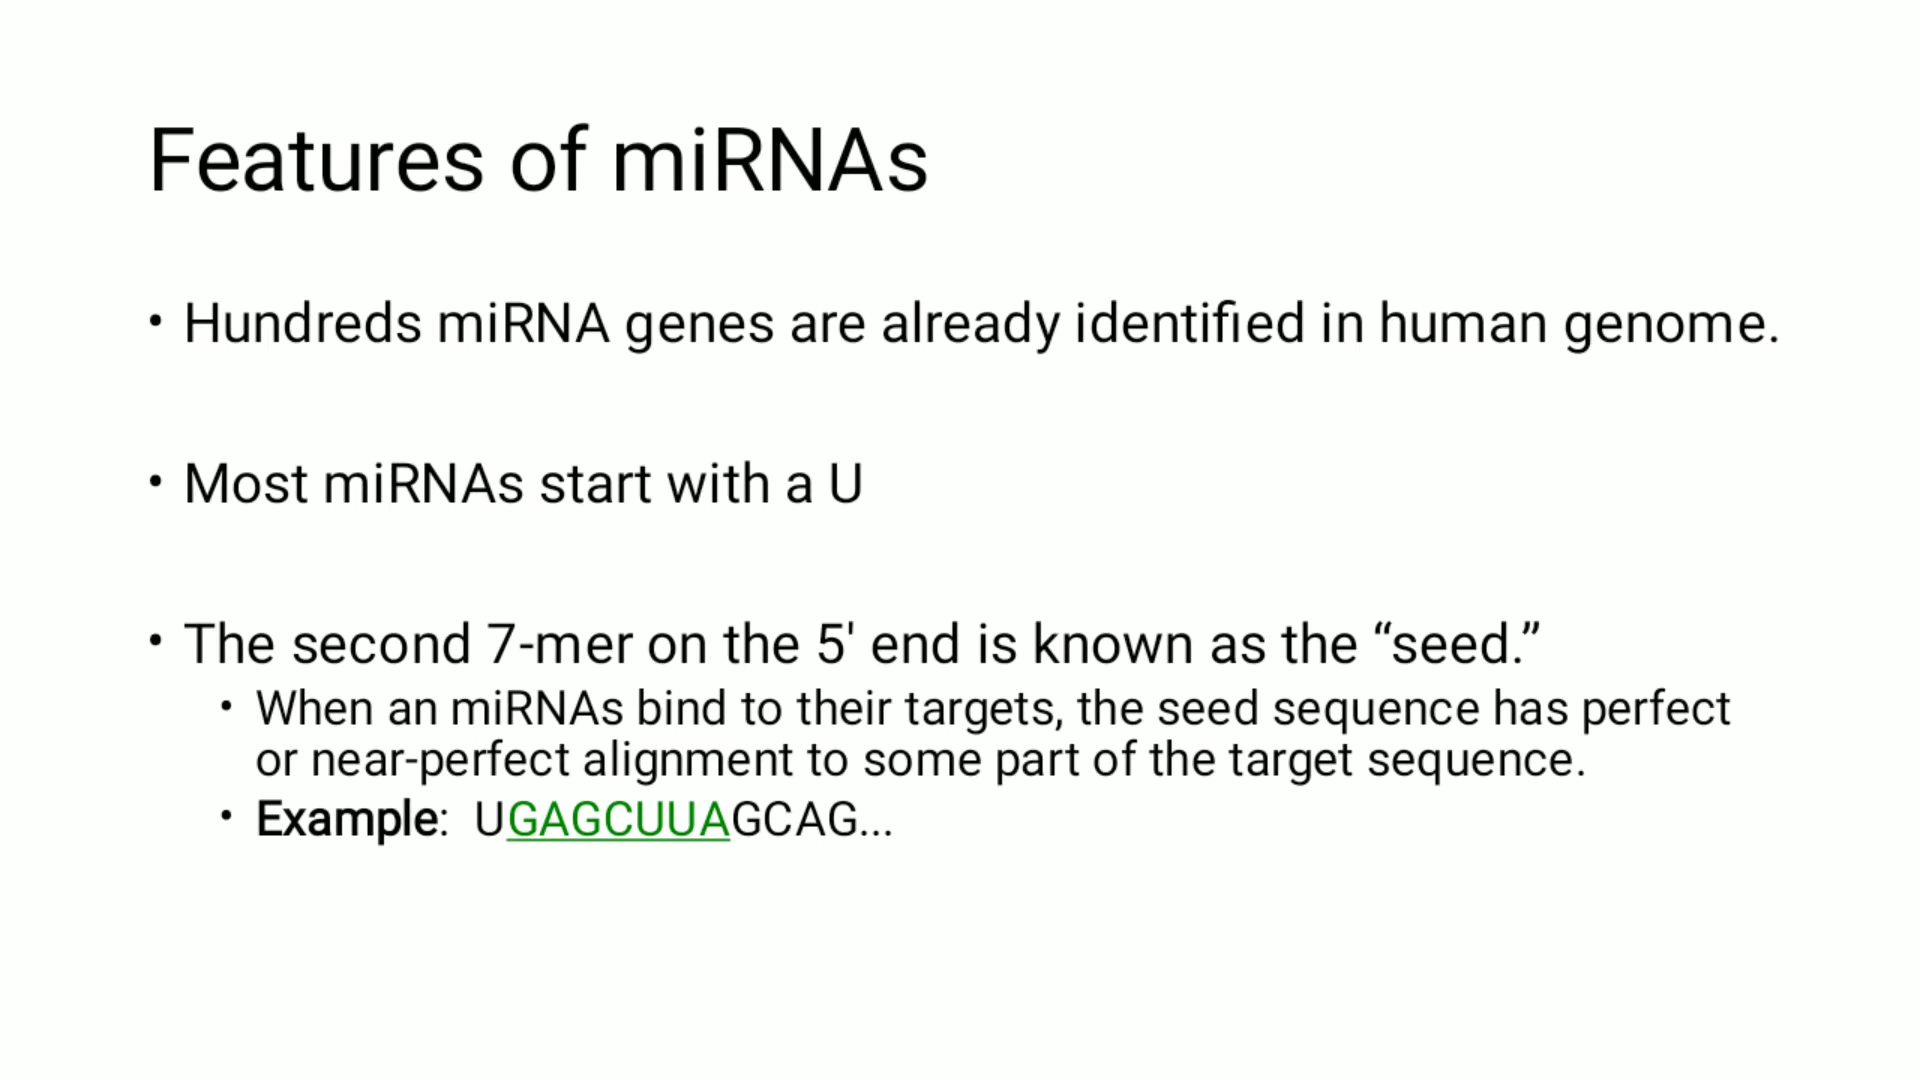 Features of miRNAs
• Hundreds miRNA genes are already identified in human genome.
• Most miRNAs start with a U
• The second 7-mer on the 5' end is known as the “seed.”
• When an miRNAs bind to their targets, the seed sequence has perfect
or near-perfect alignment to some part of the target sequence.
• Example: UGAGCUUAGCAG...